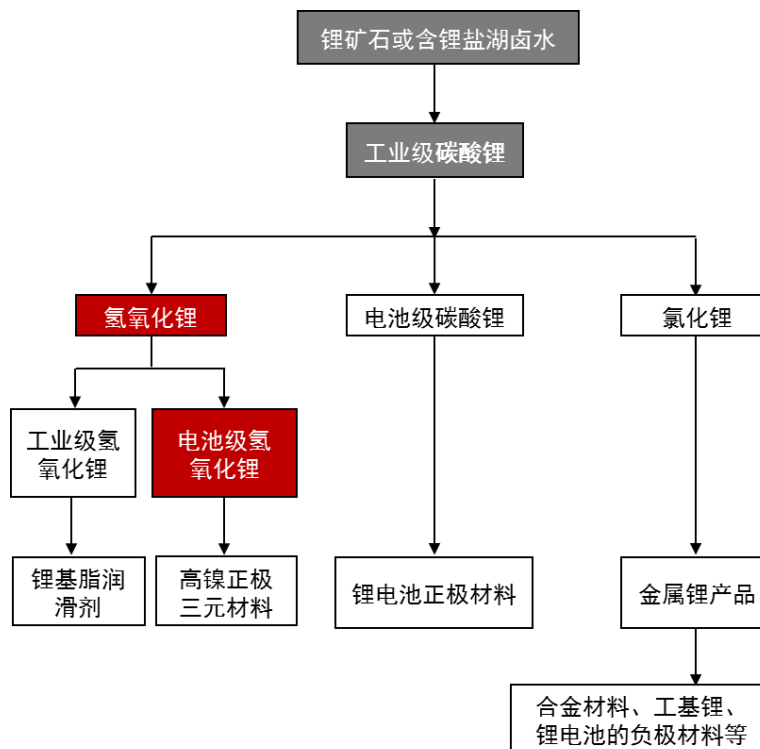 锂矿石或含锂盐湖卤水
工业级碳酸锂
氢氧化锂
电池级碳酸锂
氯化锂
工业级氢
氧化锂
电池级氢
氧化锂
锂基脂润
滑剂
高镍正极
三元材料
锂电池正极材料
金属锂产品
合金材料、工基锂、
锂电池的负极材料等